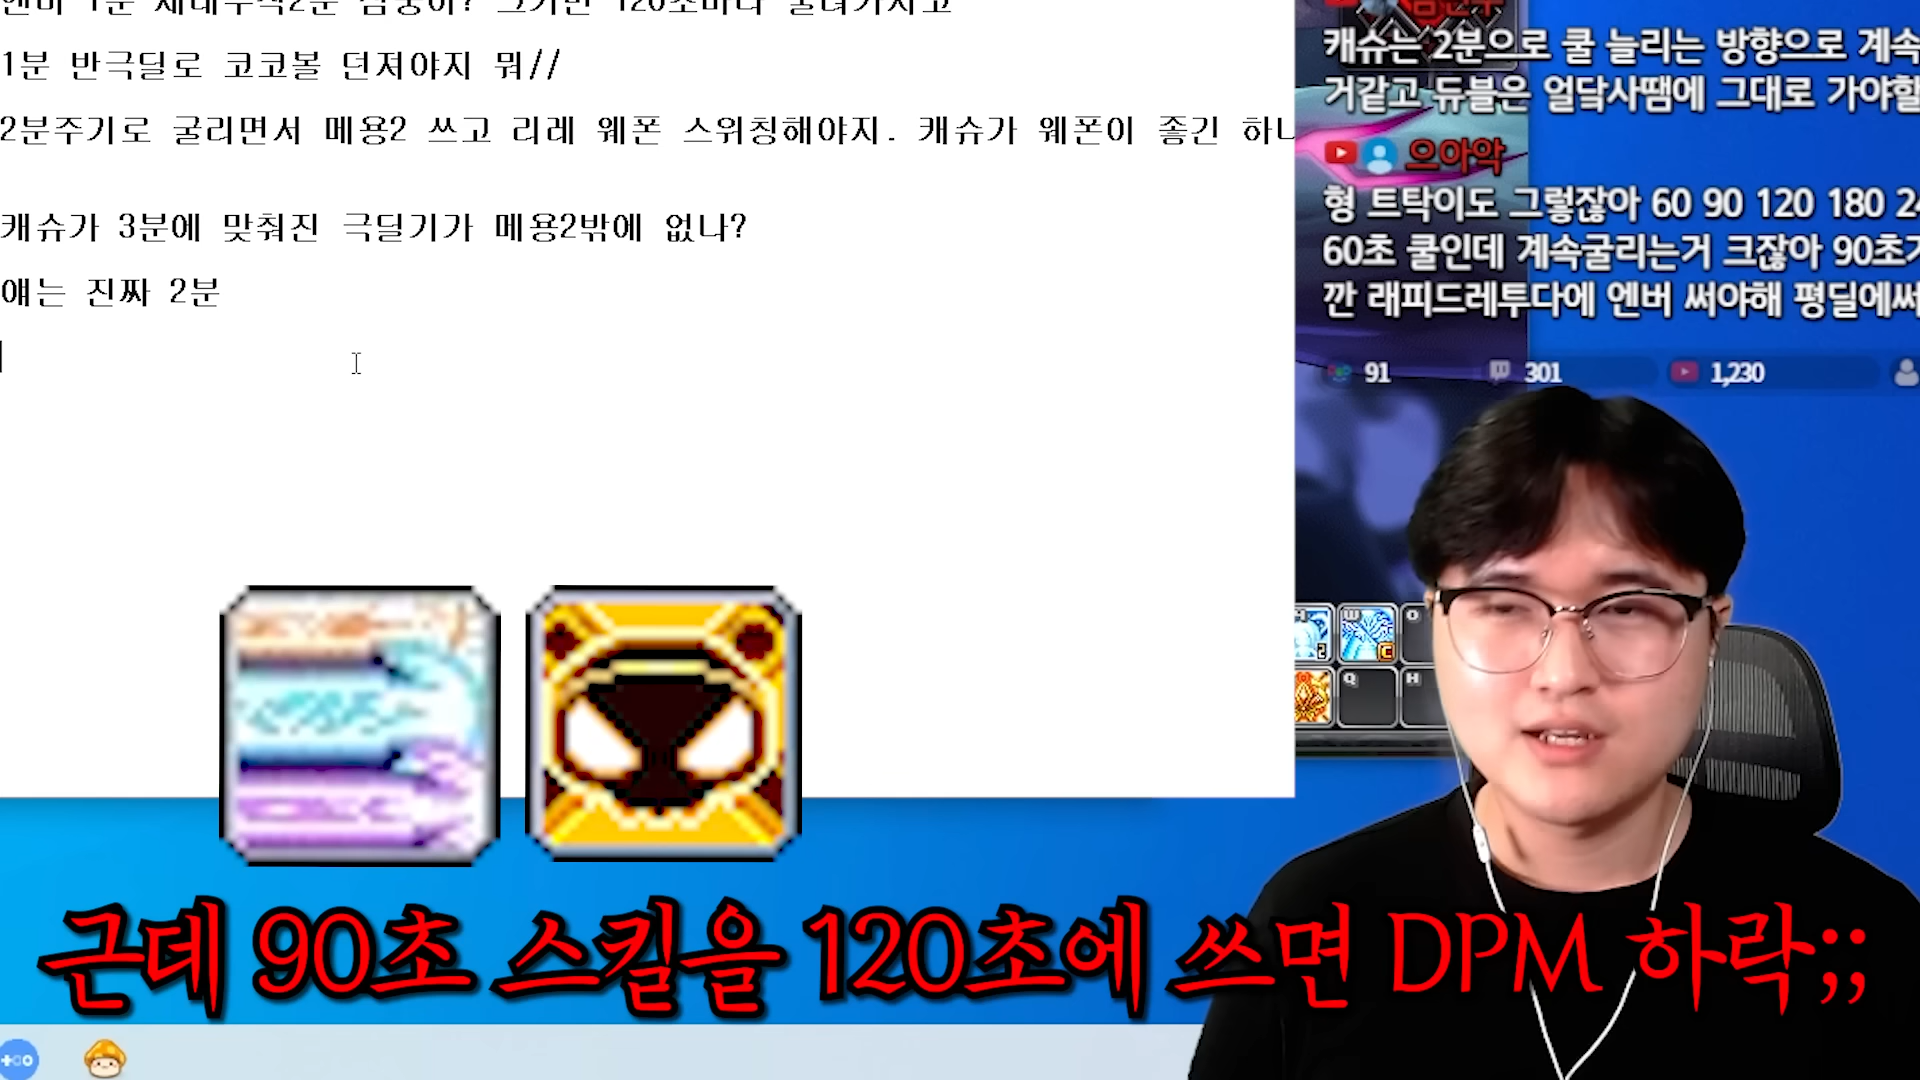 1분 반극딜로 코코볼 던져야지 뭐//
2분주기로 굴리면서 메용2 쓰고 리레 웨폰 스위칭해야지. 캐슈가 웨폰이 좋긴
캐슈가 3분에 맞춰진 극딜기가 메용2밖에 없나?
얘는 진짜 2분
캐슈는 2분으로 쿨 늘리는 방향으로 계속
거같고 듀블은 얼닼사땜에 그대로 가야할
으아악
형 트탁이도 그렇잖아 60 90 120 180
60초 쿨인데 계속굴리는거 크잖아 90초
깐 래피드레투다에 엔버 써야해 평딜에써
91 301 1,230
W C O
Q H
근데 90초 스킬을 120초에 쓰면 DPM 하락;;